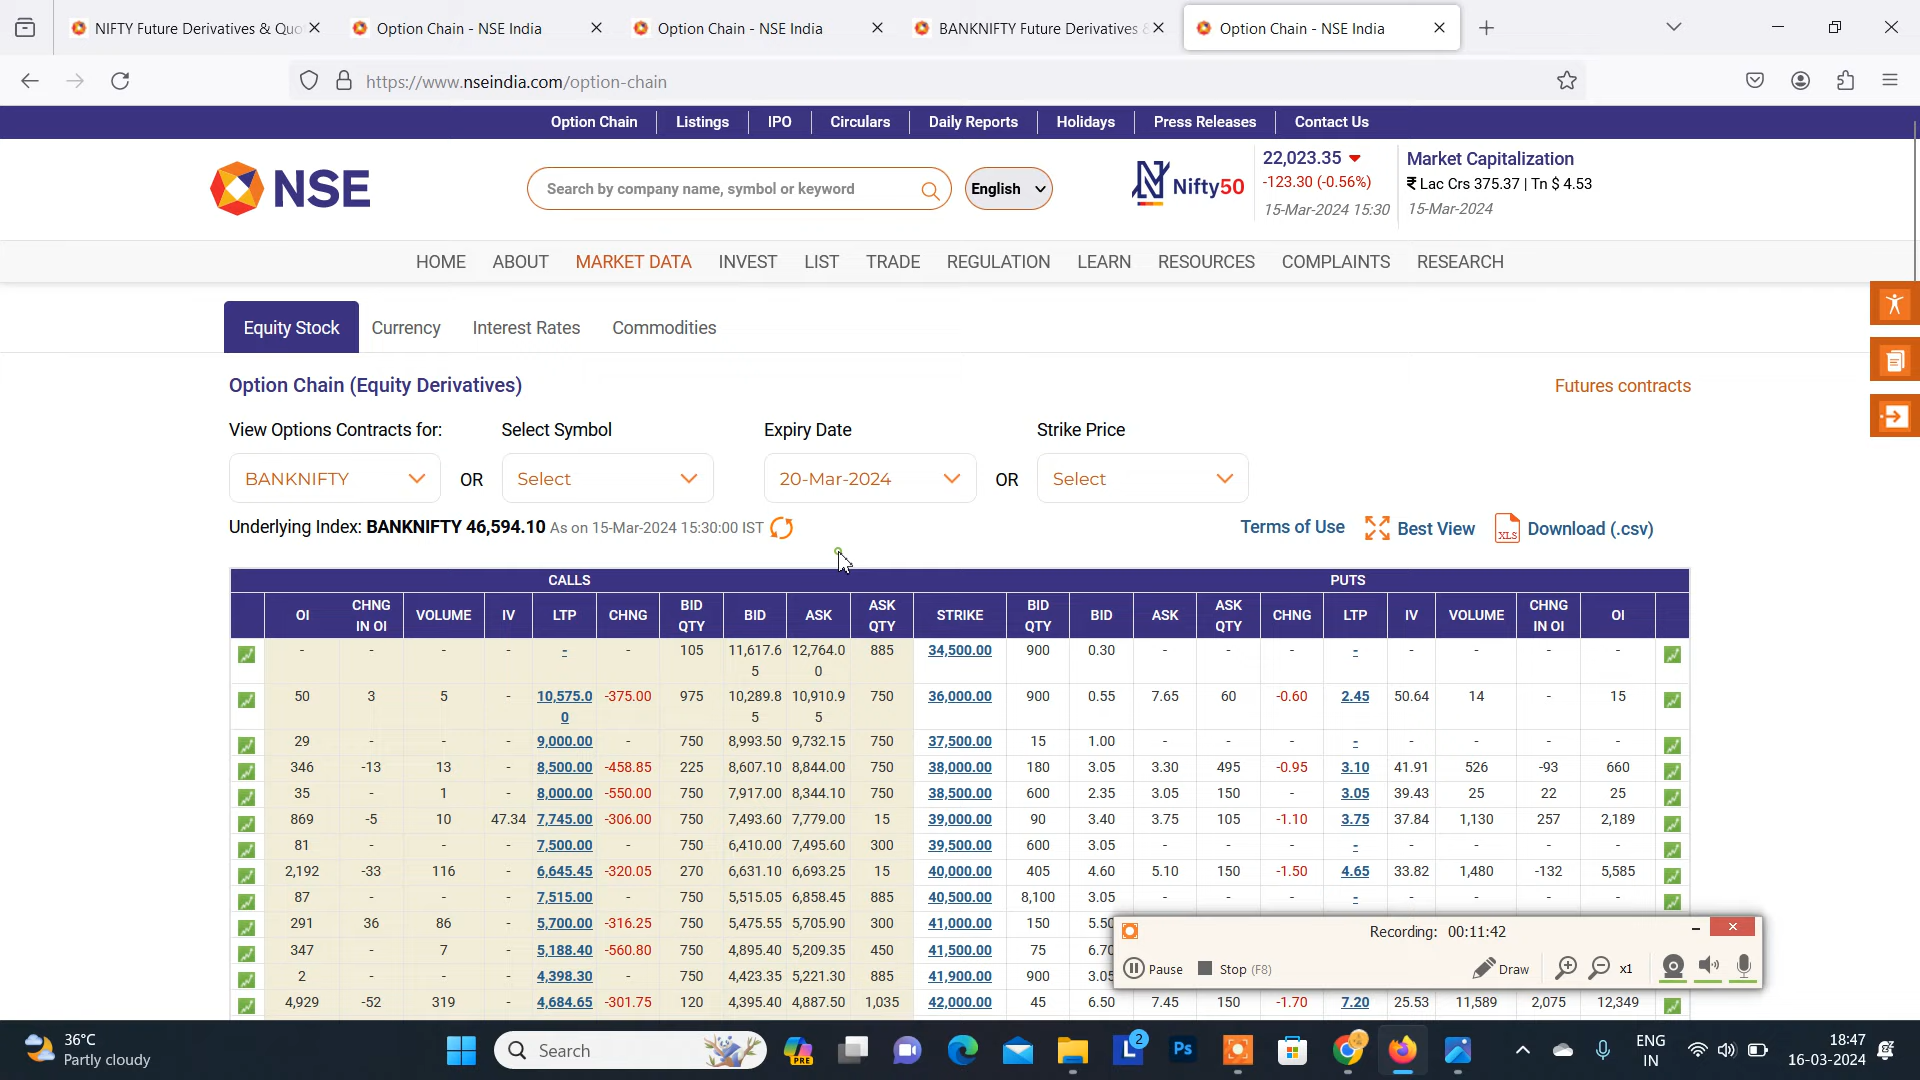 NIFTY Future Derivatives & Quo
Option Chain - NSE India
Option Chain - NSE India
BANKNIFTY Future Derivatives &
Option Chain - NSE India
https://www.nseindia.com/option-chain
Option Chain Listings IPO Circulars Daily Reports Holidays Press Releases Contact Us
NSE
Search by company name, symbol or keyword
English
Nifty50
22,023.35
-123.30 (-0.56%)
15-Mar-2024 15:30
Market Capitalization
₹ Lac Crs 375.37 | Tn $ 4.53
15-Mar-2024
HOME ABOUT MARKET DATA INVEST LIST TRADE REGULATION LEARN RESOURCES COMPLAINTS RESEARCH
Equity Stock Currency Interest Rates Commodities
Option Chain (Equity Derivatives) Futures contracts
View Options Contracts for: Select Symbol Expiry Date Strike Price
BANKNIFTY OR Select 20-Mar-2024 OR Select
Underlying Index: BANKNIFTY 46,594.10 As on 15-Mar-2024 15:30:00 IST Terms of Use Best View XLS Download (.csv)
CALLS PUTS
OI CHNG IN OI VOLUME IV LTP CHNG BID QTY BID ASK ASK QTY STRIKE BID QTY BID ASK ASK QTY CHNG LTP IV VOLUME CHNG IN OI OI
- - - - - - 105 11,617.65 12,764.00 885 34,500.00 900 0.30 - - - - - - - -
50 3 5 - 10,575.00 -375.00 975 10,289.85 10,910.95 750 36,000.00 900 0.55 7.65 60 -0.60 2.45 50.64 14 - 15
29 - - - 9,000.00 - 750 8,993.50 9,732.15 750 37,500.00 15 1.00 - - - - - - - -
346 -13 13 - 8,500.00 -458.85 225 8,607.10 8,844.00 750 38,000.00 180 3.05 3.30 495 -0.95 3.10 41.91 526 -93 660
35 - 1 - 8,000.00 -550.00 750 7,917.00 8,344.10 750 38,500.00 600 2.35 3.05 150 - 3.05 39.43 25 22 25
869 -5 10 47.34 7,745.00 -306.00 750 7,493.60 7,779.00 15 39,000.00 90 3.40 3.75 105 -1.10 3.75 37.84 1,130 257 2,189
81 - - - 7,500.00 - 750 6,410.00 7,495.60 300 39,500.00 600 3.05 - - - - - - - -
2,192 -33 116 - 6,645.45 -320.05 270 6,631.10 6,693.25 15 40,000.00 405 4.60 5.10 150 -1.50 4.65 33.82 1,480 -132 5,585
87 - - - 7,515.00 - 750 5,515.05 6,858.45 885 40,500.00 8,100 3.05 - - - - - - - -
291 36 86 - 5,700.00 -316.25 750 5,475.55 5,705.90 300 41,000.00 150 5.50
347 - 7 - 5,188.40 -560.80 750 4,895.40 5,209.35 450 41,500.00 75 6.70
2 - - - 4,398.30 - 750 4,423.35 5,221.30 885 41,900.00 900 3.05
4,929 -52 319 - 4,684.65 -301.75 120 4,395.40 4,887.50 1,035 42,000.00 45 6.50 7.45 150 -1.70 7.20 25.53 11,589 2,075 12,349
Recording: 00:11:42
Pause Stop (F8) Draw x1
36°C
Partly cloudy
Search
PRE
L
2
Ps
ENG
IN
18:47
16-03-2024